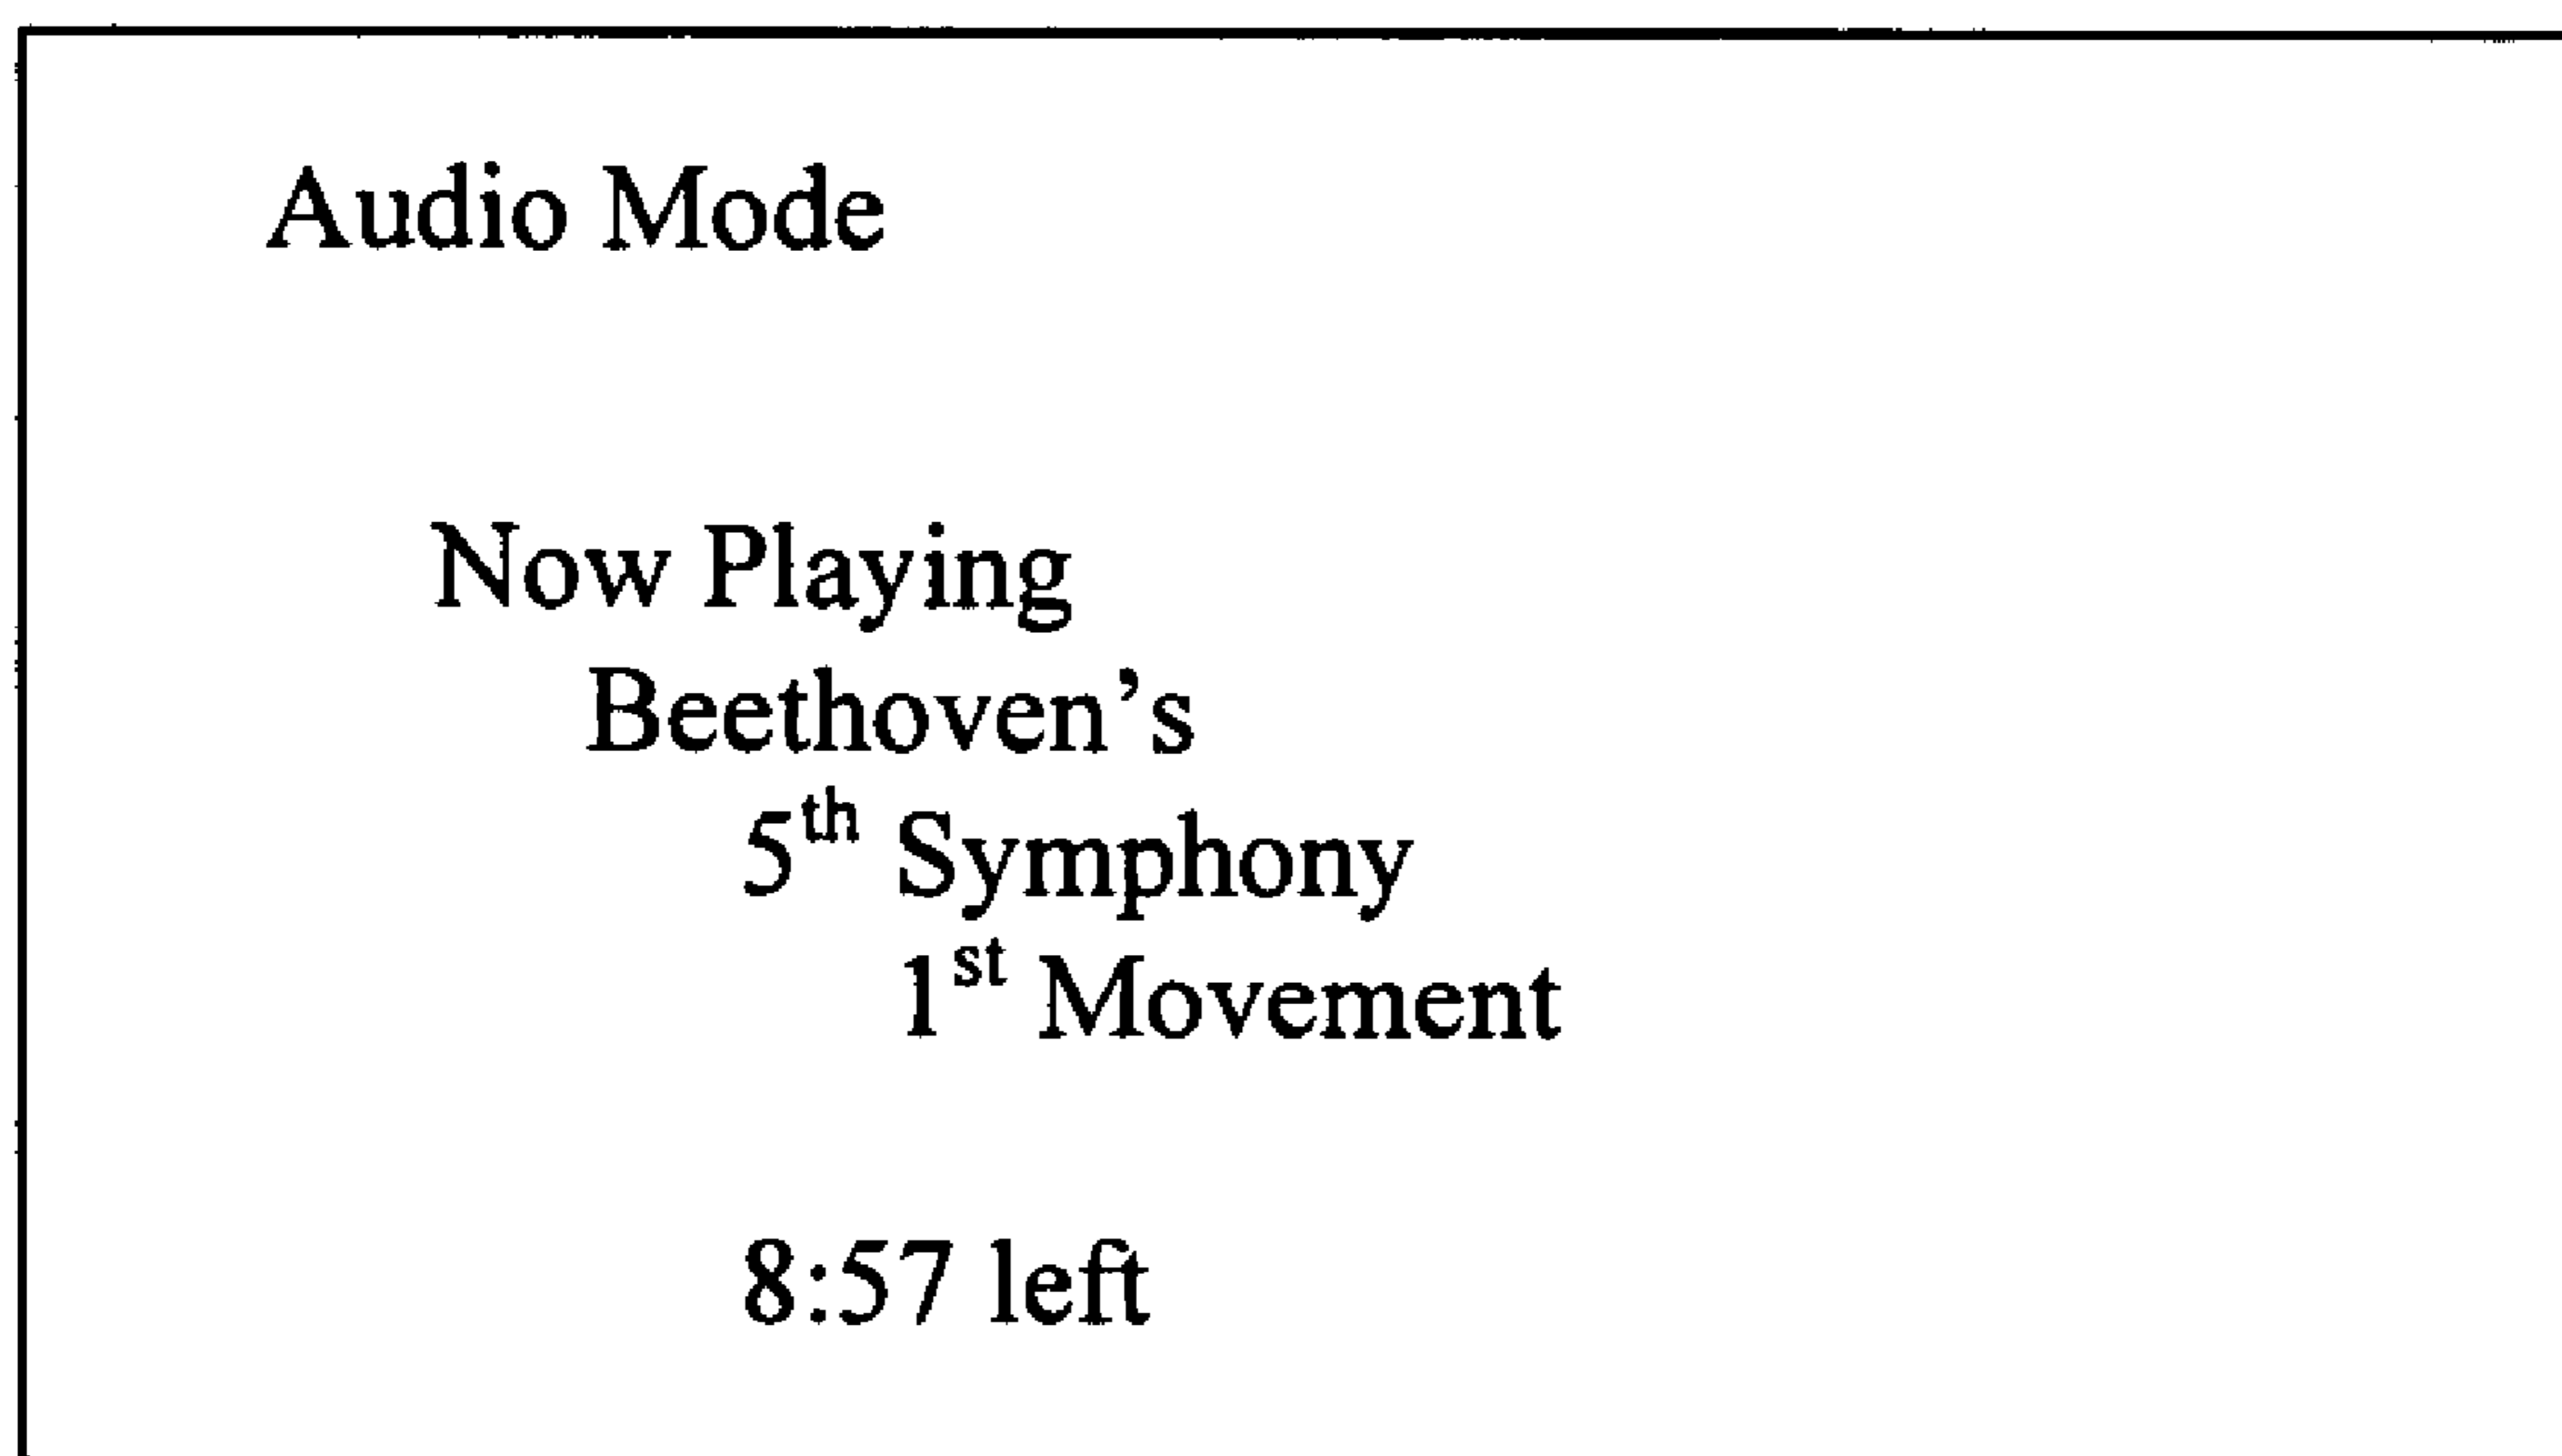 Audio Mode
Now Playing
Beethoven’s
5th Symphony
1st Movement
8:57 left